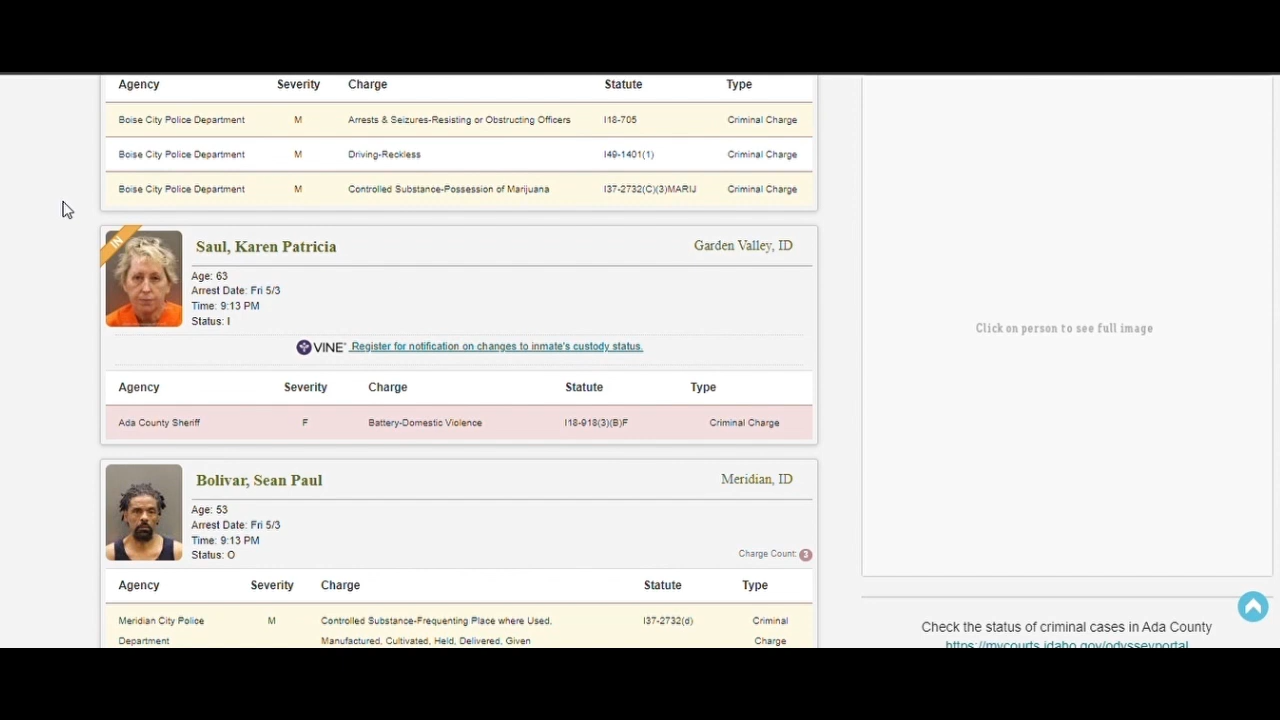 Agency Severity Charge Statute Type
Boise City Police Department M Arrests & Seizures-Resisting or Obstructing Officers I18-705 Criminal Charge
Boise City Police Department M Driving-Reckless I49-1401(1) Criminal Charge
Boise City Police Department M Controlled Substance-Possession of Marijuana I37-2732(C)(3)MARIJ Criminal Charge
IN
Saul, Karen Patricia Garden Valley, ID
Age: 63
Arrest Date: Fri 5/3
Time: 9:13 PM
Status: I
VINE Register for notification on changes to inmate's custody status.
Agency Severity Charge Statute Type
Ada County Sheriff F Battery-Domestic Violence I18-918(3)(B)F Criminal Charge
Bolivar, Sean Paul Meridian, ID
Age: 53
Arrest Date: Fri 5/3
Time: 9:13 PM
Status: O
Charge Count: 3
Agency Severity Charge Statute Type
Meridian City Police M Controlled Substance-Frequenting Place where Used, I37-2732(d) Criminal
Department Manufactured, Cultivated, Held, Delivered, Given Charge
Click on person to see full image
Check the status of criminal cases in Ada County
https://mycourts.idaho.gov/odysseyportal